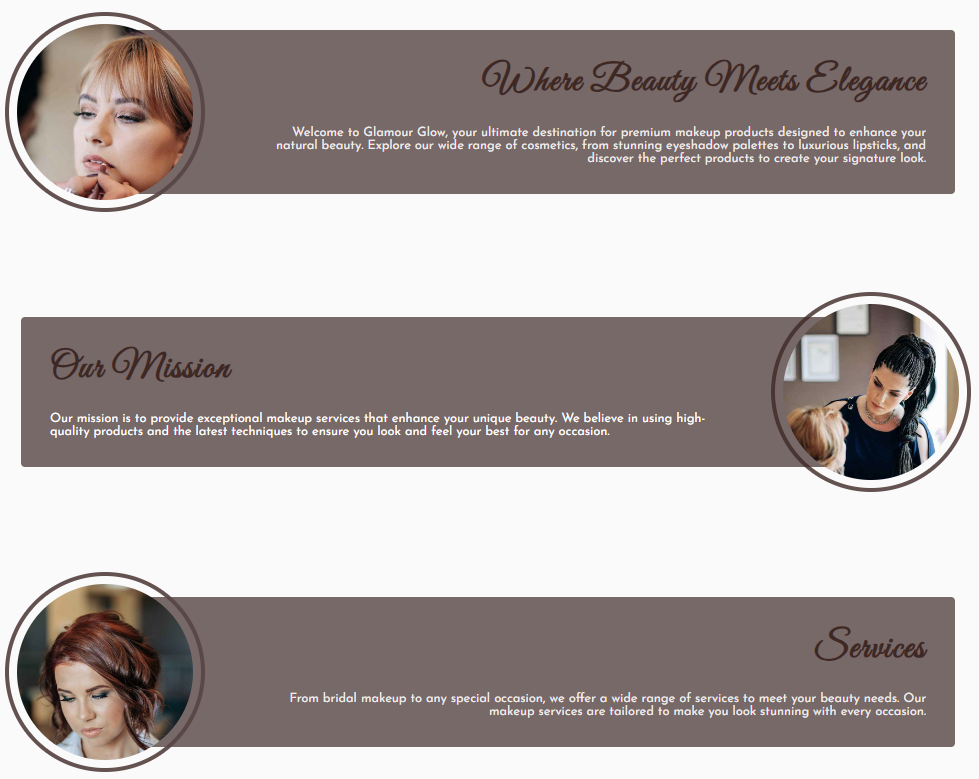 Where Beauty Meets Elegance
Welcome to Glamour Glow, your ultimate destination for premium makeup products designed to enhance your
natural beauty. Explore our wide range of cosmetics, from stunning eyeshadow palettes to luxurious lipsticks, and
discover the perfect products to create your signature look.
Our Mission
Our mission is to provide exceptional makeup services that enhance your unique beauty. We believe in using high-
quality products and the latest techniques to ensure you look and feel your best for any occasion.
Services
From bridal makeup to any special occasion, we offer a wide range of services to meet your beauty needs. Our
makeup services are tailored to make you look stunning with every occasion.